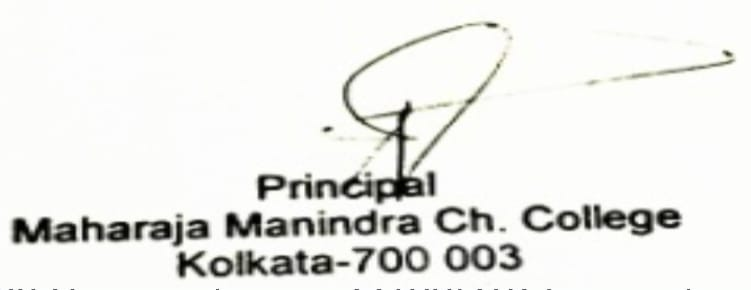 Principal
Maharaja Manindra Ch. College
Kolkata-700 003